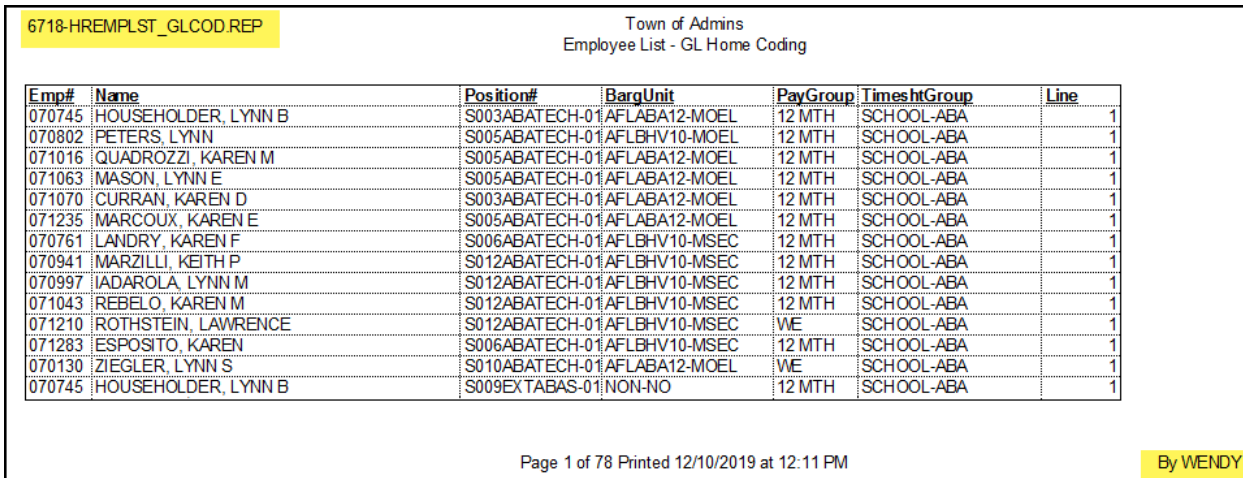 6718-HREMPLST_GLCOD.REP
Town of Admins
Employee List - GL Home Coding
Emp# Name Position# BargUnit PayGroup TimeshtGroup Line
070745 HOUSEHOLDER, LYNN B S003ABATECH-01 AFLABA12-MOEL 12 MTH SCHOOL-ABA 1
070802 PETERS, LYNN S005ABATECH-01 AFLBHV10-MOEL 12 MTH SCHOOL-ABA 1
071016 QUADROZZI, KAREN M S005ABATECH-01 AFLABA12-MOEL 12 MTH SCHOOL-ABA 1
071063 MASON, LYNN E S005ABATECH-01 AFLABA12-MOEL 12 MTH SCHOOL-ABA 1
071070 CURRAN, KAREN D S003ABATECH-01 AFLABA12-MOEL 12 MTH SCHOOL-ABA 1
071235 MARCOUX, KAREN E S005ABATECH-01 AFLABA12-MOEL 12 MTH SCHOOL-ABA 1
070761 LANDRY, KAREN F S006ABATECH-01 AFLBHV10-MSEC 12 MTH SCHOOL-ABA 1
070941 MARZILLI, KEITH P S012ABATECH-01 AFLBHV10-MSEC 12 MTH SCHOOL-ABA 1
070997 IADAROLA, LYNN M S012ABATECH-01 AFLBHV10-MSEC 12 MTH SCHOOL-ABA 1
071043 REBELO, KAREN M S012ABATECH-01 AFLBHV10-MSEC 12 MTH SCHOOL-ABA 1
071210 ROTHSTEIN, LAWRENCE S012ABATECH-01 AFLBHV10-MSEC WE SCHOOL-ABA 1
071283 ESPOSITO, KAREN S006ABATECH-01 AFLBHV10-MSEC 12 MTH SCHOOL-ABA 1
070130 ZIEGLER, LYNN S S010ABATECH-01 AFLABA12-MOEL WE SCHOOL-ABA 1
070745 HOUSEHOLDER, LYNN B S009EXTABAS-01 NON-NO 12 MTH SCHOOL-ABA 1
Page 1 of 78 Printed 12/10/2019 at 12:11 PM
By WENDY